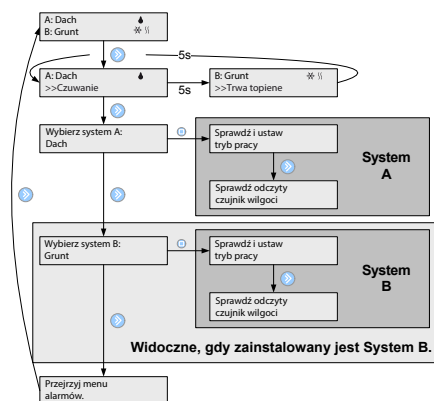 A: Dach
B: Grunt
5s
A: Dach
>>Czuwanie
5s
B: Grunt
>>Trwa topiene
Wybierz system A:
Dach
Sprawdź i ustaw
tryb pracy
System
A
Sprawdź odczyty
czujnik wilgoci
Wybierz system B:
Grunt
Sprawdź i ustaw
tryb pracy
System
B
Sprawdź odczyty
czujnik wilgoci
Widoczne, gdy zainstalowany jest System B.
Przejrzyj menu
alarmów.